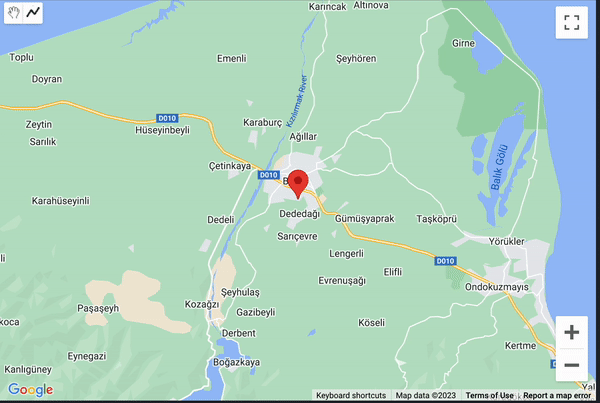 Karıncak
Altınova
Girne
Toplu
Emenli
Şeyhören
Doyran
Kızılırmak River
D010
Zeytin
Hüseyinbeyli
Karaburç
Sarılık
Ağıllar
Balık Gölü
Çetinkaya
D010
Karahüseyinli
Dedeli
Dededağı
Gümüşyaprak
Taşköprü
Sarıçevre
Yörükler
Lengerli
D010
Elifli
Evrenuşağı
Ondokuzmayıs
Şeyhulaş
Paşaşeyh
Kozağzı
Gazibeyli
Köseli
Derbent
Kertme
Eynegazi
Boğazkaya
Kanlıgüney
Google
Keyboard shortcuts
Map data ©2023
Terms of Use
Report a map error